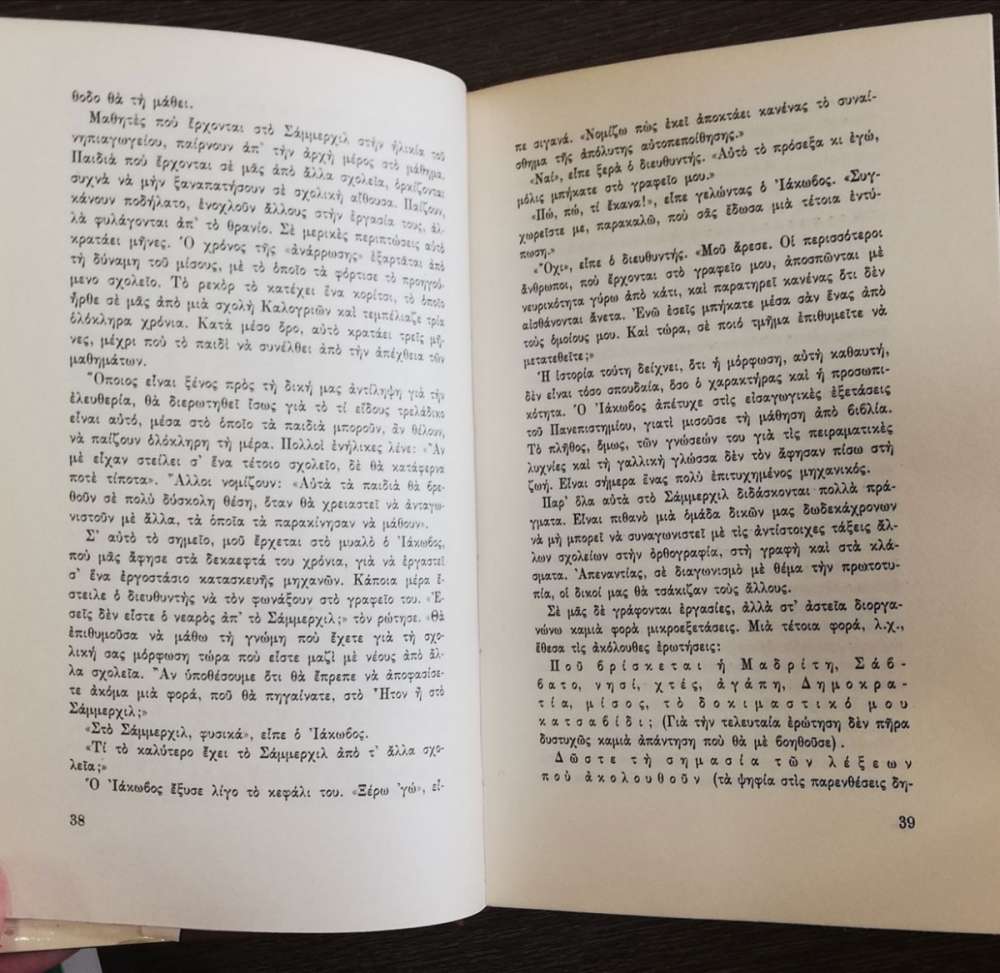 θοδο θὰ τὴ μάθει.
Μαθητὲς ποὺ ἔρχονται στὸ Σάμμερχιλ στὴν ἡλικία τοῦ
νηπιαγωγείου, παίρνουν ἀπ' τὴν ἀρχὴ μέρος στὸ μάθημα.
Παιδιὰ ποὺ ἔρχονται σὲ μᾶς ἀπὸ ἄλλα σχολεῖα, ὁρκίζονται
συχνὰ νὰ μὴν ξαναπατήσουν σὲ σχολικὴ αἴθουσα. Παίζουν,
κάνουν ποδήλατο, ἐνοχλοῦν ἄλλους στὴν ἐργασία τους, ἀλ-
λὰ φυλάγονται ἀπ' τὸ θρανίο. Σὲ μερικὲς περιπτώσεις αὐτὸ
κρατάει μῆνες. Ὁ χρόνος τῆς «ἀνάρρωσης» ἐξαρτᾶται ἀπὸ
τὴ δύναμη τοῦ μίσους, μὲ τὸ ὁποῖο τὰ φόρτισε τὸ προηγού-
μενο σχολεῖο. Τὸ ρεκὸρ τὸ κατέχει ἕνα κορίτσι, τὸ ὁποῖο
ἦρθε σὲ μᾶς ἀπὸ μιὰ σχολὴ Καλογριῶν καὶ τεμπέλιαζε τρία
ὁλόκληρα χρόνια. Κατὰ μέσο ὅρο, αὐτὸ κρατάει τρεῖς μῆ-
νες, μέχρι ποὺ τὸ παιδὶ νὰ συνέλθει ἀπὸ τὴν ἀπέχθεια τῶν
μαθημάτων.
Ὅποιος εἶναι ξένος πρὸς τὴ δική μας ἀντίληψη γιὰ τὴν
ἐλευθερία, θὰ διερωτηθεῖ ἴσως γιὰ τὸ τί εἴδους τρελάδικο
εἶναι αὐτό, μέσα στὸ ὁποῖο τὰ παιδιὰ μποροῦν, ἂν θέλουν,
νὰ παίζουν ὁλόκληρη τὴ μέρα. Πολλοὶ ἐνήλικες λένε: «Ἂν
μὲ εἶχαν στείλει σ' ἕνα τέτοιο σχολεῖο, δὲ θὰ κατάφερνα
ποτὲ τίποτα». Ἄλλοι νομίζουν: «Αὐτὰ τὰ παιδιὰ θὰ βρε-
θοῦν σὲ πολὺ δύσκολη θέση, ὅταν θὰ χρειαστεῖ νὰ ἀνταγω-
νιστοῦν μὲ ἄλλα, τὰ ὁποῖα τὰ παρακίνησαν νὰ μάθουν».
Σ' αὐτὸ τὸ σημεῖο, μοῦ ἔρχεται στὸ μυαλὸ ὁ Ἰάκωβος,
ποὺ μᾶς ἄφησε στὰ δεκαεφτά του χρόνια, γιὰ νὰ ἐργαστεῖ
σ' ἕνα ἐργοστάσιο κατασκευῆς μηχανῶν. Κάποια μέρα ἔ-
στειλε ὁ διευθυντὴς νὰ τὸν φωνάξουν στὸ γραφεῖο του. «Ἐ-
σεῖς δὲν εἶστε ὁ νεαρὸς ἀπ' τὸ Σάμμερχιλ;» τὸν ρώτησε. «Θὰ
ἐπιθυμοῦσα νὰ μάθω τὴ γνώμη ποὺ ἔχετε γιὰ τὴ σχο-
λική σας μόρφωση τώρα ποὺ εἶστε μαζὶ μὲ νέους ἀπὸ ἄλ-
λα σχολεῖα. Ἂν ὑποθέσουμε ὅτι θὰ ἔπρεπε νὰ ἀποφασίσε-
τε ἀκόμα μιὰ φορά, ποῦ θὰ πηγαίνατε, στὸ Ἦτον ἢ στὸ
Σάμμερχιλ;»
«Στὸ Σάμμερχιλ, φυσικά», εἶπε ὁ Ἰάκωβος.
«Τί τὸ καλύτερο ἔχει τὸ Σάμμερχιλ ἀπὸ τ' ἄλλα σχο-
λεῖα;»
Ὁ Ἰάκωβος ἔξυσε λίγο τὸ κεφάλι του. «Ξέρω 'γώ», εἶ-
38
πε σιγανά. «Νομίζω πὼς ἐκεῖ ἀποκτάει κανένας τὸ συναί-
σθημα τῆς ἀπόλυτης αὐτοπεποίθησης.»
«Ναί», εἶπε ξερὰ ὁ διευθυντής. «Αὐτὸ τὸ πρόσεξα κι ἐγώ,
μόλις μπήκατε στὸ γραφεῖο μου.»
«Πώ, πώ, τί ἔκανα!», εἶπε γελώντας ὁ Ἰάκωβος. «Συγ-
χωρεῖστε με, παρακαλῶ, ποὺ σᾶς ἔδωσα μιὰ τέτοια ἐντύ-
πωση.»
«Ὄχι», εἶπε ὁ διευθυντής. «Μοῦ ἄρεσε. Οἱ περισσότεροι
ἄνθρωποι, ποὺ ἔρχονται στὸ γραφεῖο μου, ἀποσπῶνται μὲ
νευρικότητα γύρω ἀπὸ κάτι, καὶ παρατηρεῖ κανένας ὅτι δὲν
αἰσθάνονται ἄνετα. Ἐνῶ ἐσεῖς μπήκατε μέσα σὰν ἕνας ἀπὸ
τοὺς ὁμοίους μου. Καὶ τώρα, σὲ ποιό τμῆμα ἐπιθυμεῖτε νὰ
μετατεθεῖτε;»
Ἡ ἱστορία τούτη δείχνει, ὅτι ἡ μόρφωση, αὐτὴ καθαυτή,
δὲν εἶναι τόσο σπουδαία, ὅσο ὁ χαρακτήρας καὶ ἡ προσωπι-
κότητα. Ὁ Ἰάκωβος ἀπέτυχε στὶς εἰσαγωγικὲς ἐξετάσεις
τοῦ Πανεπιστημίου, γιατὶ μισοῦσε τὴ μάθηση ἀπὸ βιβλία.
Τὸ πλῆθος, ὅμως, τῶν γνώσεών του γιὰ τὶς πειραματικὲς
λυχνίες καὶ τὴ γαλλικὴ γλώσσα δὲν τὸν ἄφησαν πίσω στὴ
ζωή. Εἶναι σήμερα ἕνας πολὺ ἐπιτυχημένος μηχανικός.
Παρ' ὅλα αὐτὰ στὸ Σάμμερχιλ διδάσκονται πολλὰ πρά-
γματα. Εἶναι πιθανὸ μιὰ ὁμάδα δικῶν μας δωδεκάχρονων
νὰ μὴ μπορεῖ νὰ συναγωνιστεῖ μὲ τὶς ἀντίστοιχες τάξεις ἄλ-
λων σχολείων στὴν ὀρθογραφία, στὴ γραφὴ καὶ στὰ κλά-
σματα. Ἀπεναντίας, σὲ διαγωνισμὸ μὲ θέμα τὴν πρωτοτυ-
πία, οἱ δικοί μας θὰ τσάκιζαν τοὺς ἄλλους.
Σὲ μᾶς δὲ γράφονται ἐργασίες, ἀλλὰ στ' ἀστεῖα διοργα-
νώνω καμιὰ φορὰ μικροεξετάσεις. Μιὰ τέτοια φορά, λ.χ.,
ἔθεσα τὶς ἀκόλουθες ἐρωτήσεις:
Ποῦ βρίσκεται ἡ Μαδρίτη, Σάβ-
βατο, νησί, χτές, ἀγάπη, Δημοκρα-
τία, μίσος, τὸ δοκιμαστικό μου
κατσαβίδι; (Γιὰ τὴν τελευταία ἐρώτηση δὲν πῆρα
δυστυχῶς καμιὰ ἀπάντηση ποὺ θὰ μὲ βοηθοῦσε).
Δῶστε τὴ σημασία τῶν λέξεων
ποὺ ἀκολουθοῦν (τὰ ψηφία στὶς παρενθέσεις δη-
39